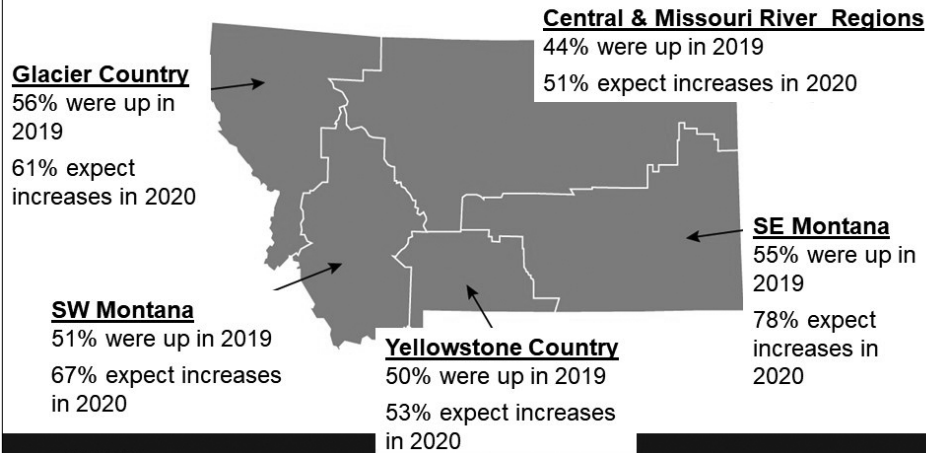 Central & Missouri River Regions
44% were up in 2019
51% expect increases in 2020
Glacier Country
56% were up in
2019
61% expect
increases in 2020
SE Montana
55% were up in
2019
78% expect
increases in
2020
SW Montana
51% were up in 2019
67% expect increases
in 2020
Yellowstone Country
50% were up in 2019
53% expect increases
in 2020